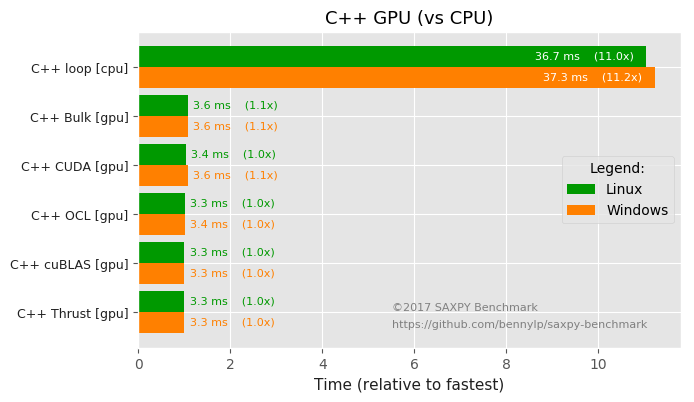 C++ GPU (vs CPU)
C++ loop [cpu]
36.7 ms (11.0x)
37.3 ms (11.2x)
C++ Bulk [gpu]
3.6 ms (1.1x)
3.6 ms (1.1x)
C++ CUDA [gpu]
3.4 ms (1.0x)
3.6 ms (1.1x)
C++ OCL [gpu]
3.3 ms (1.0x)
3.4 ms (1.0x)
C++ cuBLAS [gpu]
3.3 ms (1.0x)
3.3 ms (1.0x)
C++ Thrust [gpu]
3.3 ms (1.0x)
3.3 ms (1.0x)
Legend:
Linux
Windows
©2017 SAXPY Benchmark
https://github.com/bennylp/saxpy-benchmark
0 2 4 6 8 10
Time (relative to fastest)